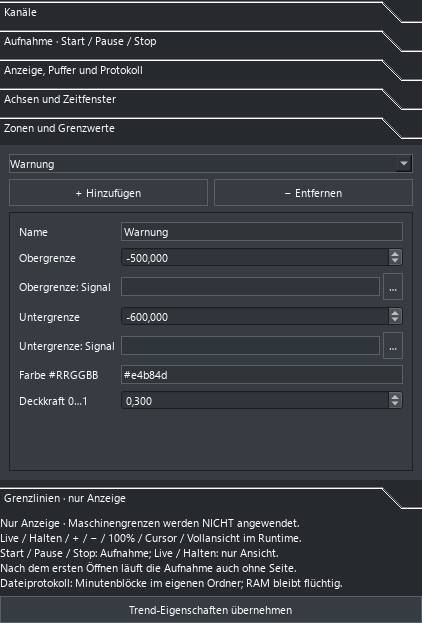 Kanäle
Aufnahme · Start / Pause / Stop
Anzeige, Puffer und Protokoll
Achsen und Zeitfenster
Zonen und Grenzwerte
Warnung
+ Hinzufügen
− Entfernen
Name
Warnung
Obergrenze
-500,000
Obergrenze: Signal
...
Untergrenze
-600,000
Untergrenze: Signal
...
Farbe #RRGGBB
#e4b84d
Deckkraft 0…1
0,300
Grenzlinien · nur Anzeige
Nur Anzeige · Maschinengrenzen werden NICHT angewendet.
Live / Halten / + / − / 100% / Cursor / Vollansicht im Runtime.
Start / Pause / Stop: Aufnahme; Live / Halten: nur Ansicht.
Nach dem ersten Öffnen läuft die Aufnahme auch ohne Seite.
Dateiprotokoll: Minutenblöcke im eigenen Ordner; RAM bleibt flüchtig.
Trend-Eigenschaften übernehmen